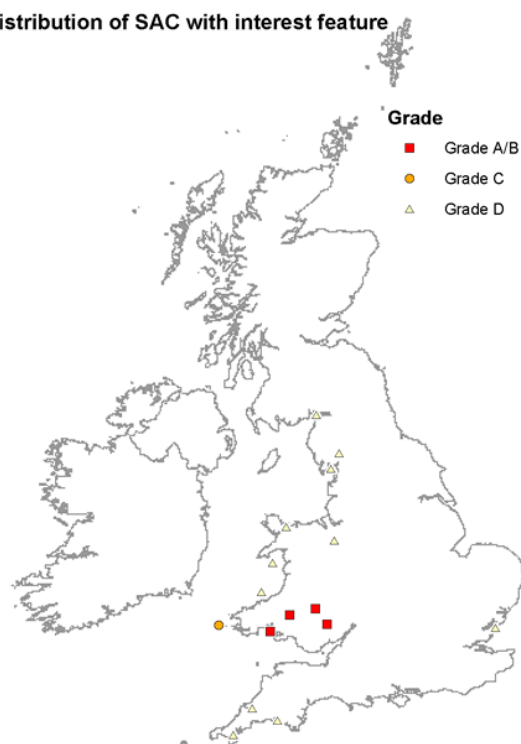 istribution of SAC with interest feature
Grade
Grade A/B
Grade C
Grade D